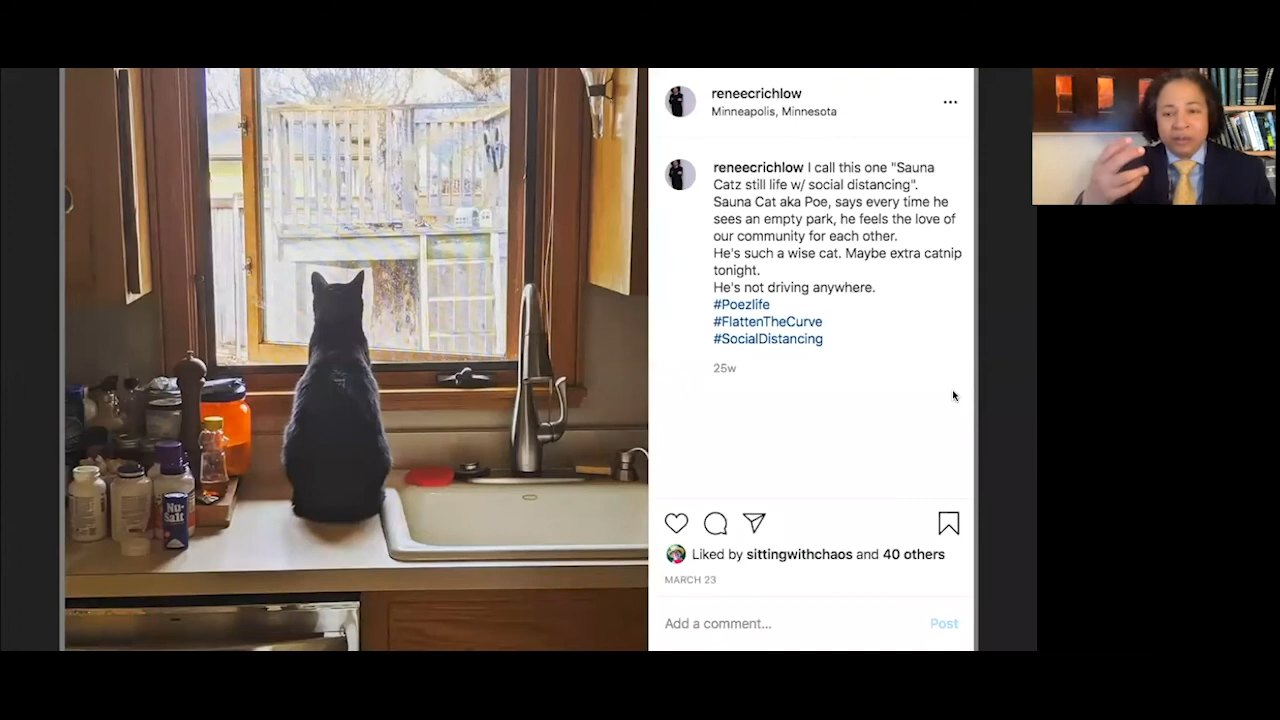 reneecrichlow
Minneapolis, Minnesota
reneecrichlow I call this one "Sauna
Catz still life w/ social distancing".
Sauna Cat aka Poe, says every time he
sees an empty park, he feels the love of
our community for each other.
He's such a wise cat. Maybe extra catnip
tonight.
He's not driving anywhere.
#Poezlife
#FlattenTheCurve
#SocialDistancing
25w
Nu-
Salt
Liked by sittingwithchaos and 40 others
MARCH 23
Add a comment...
Post